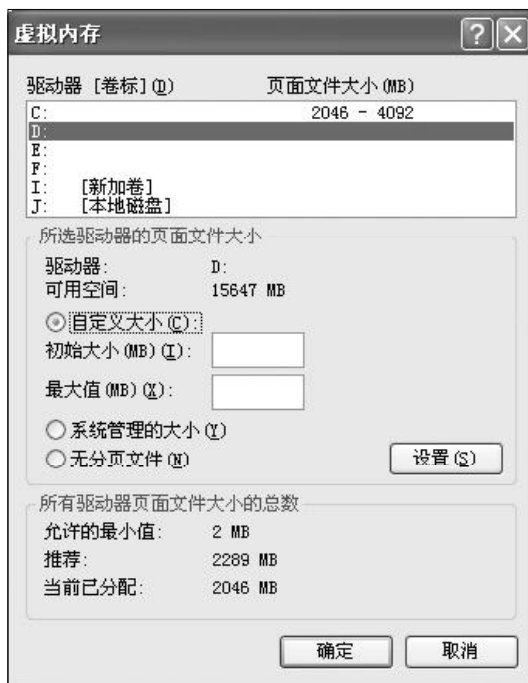 虚拟内存
驱动器 [卷标](D) 页面文件大小(MB)
C: 2046 - 4092
D:
E:
F:
I: [新加卷]
J: [本地磁盘]
所选驱动器的页面文件大小
驱动器: D:
可用空间: 15647 MB
自定义大小(C):
初始大小(MB)(I):
最大值(MB)(X):
系统管理的大小(Y)
无分页文件(N) 设置(S)
所有驱动器页面文件大小的总数
允许的最小值: 2 MB
推荐: 2289 MB
当前已分配: 2046 MB
确定 取消